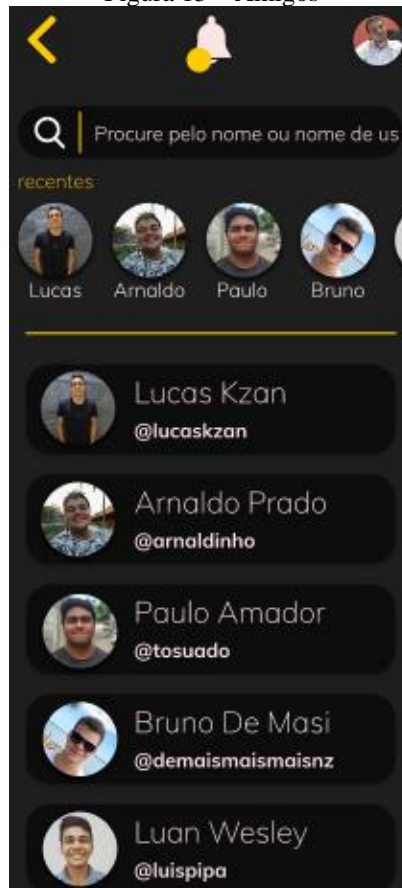 Figura 15 – Amigos
Procure pelo nome ou nome de us
recentes
Lucas Arnaldo Paulo Bruno
Lucas Kzan
@lucaskzan
Arnaldo Prado
@arnaldinho
Paulo Amador
@tosuado
Bruno De Masi
@demaismaismaisnz
Luan Wesley
@luispipa